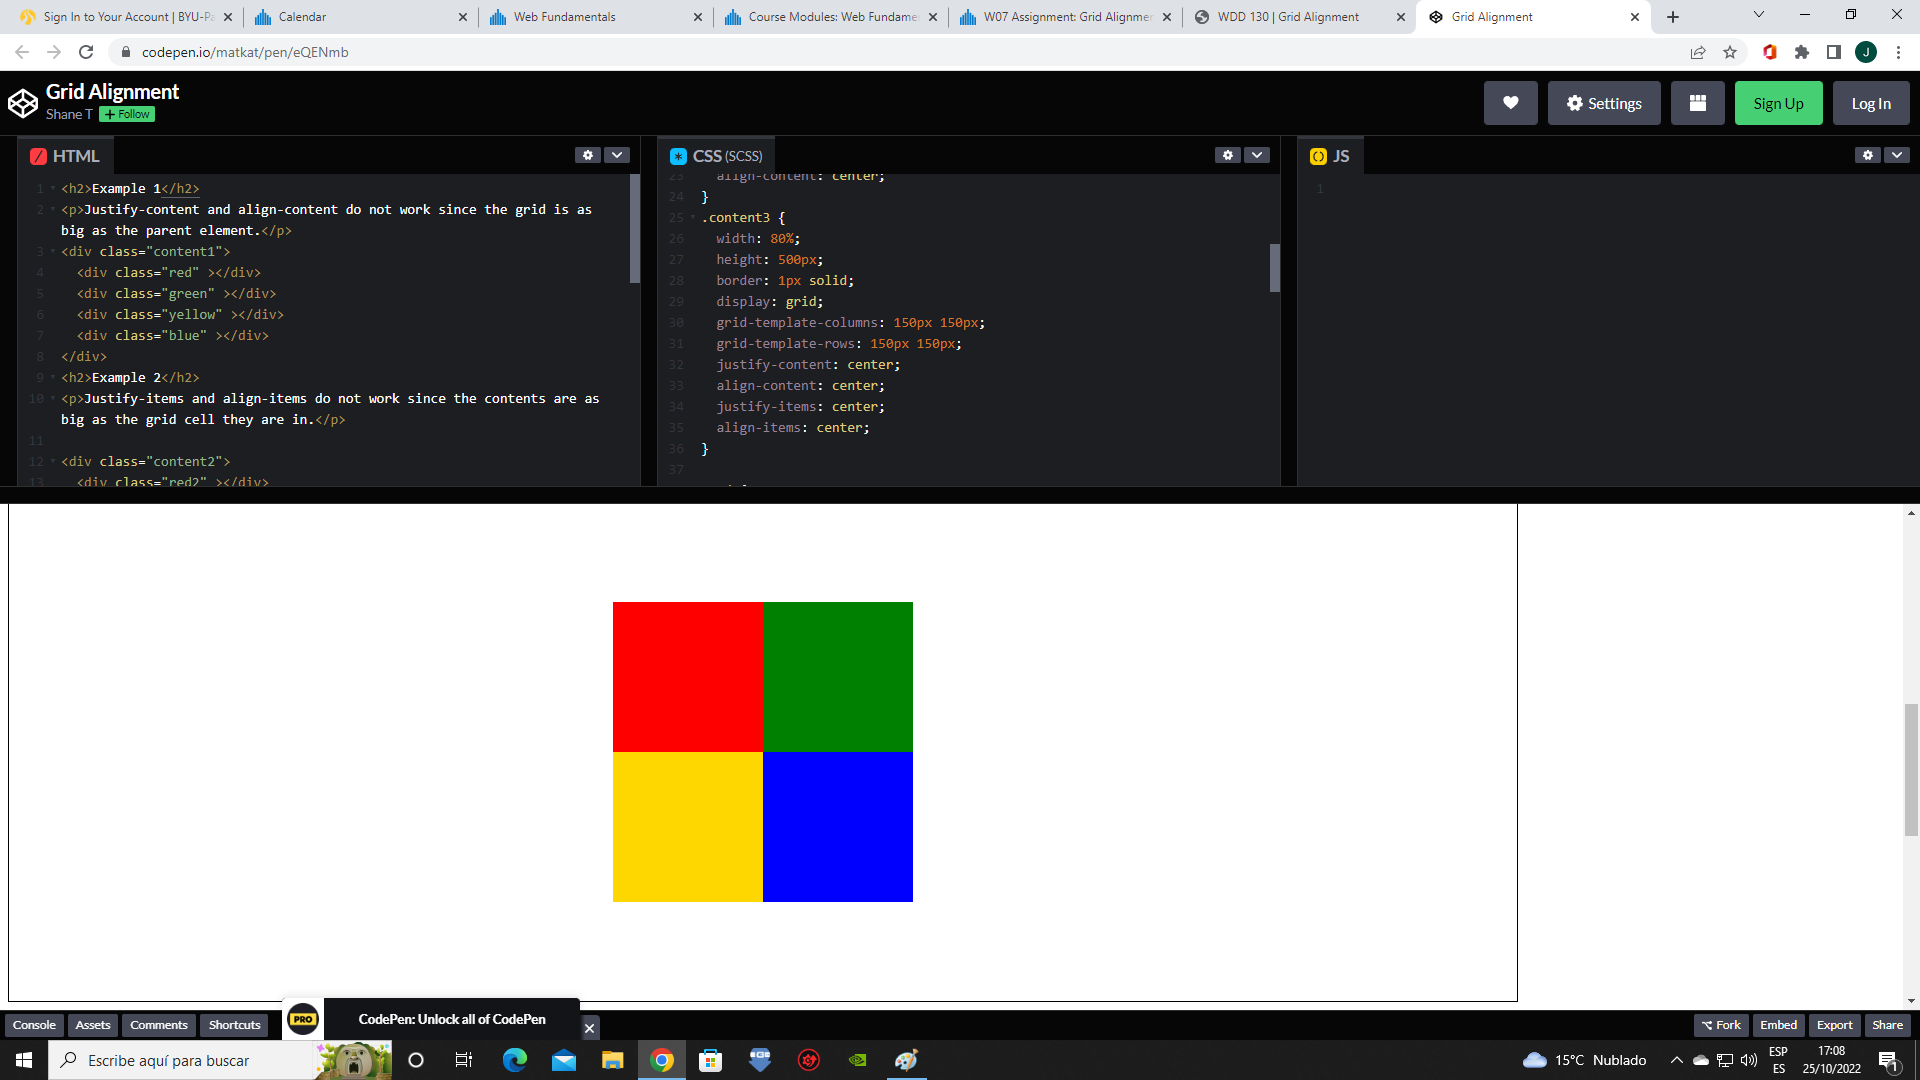 Sign In to Your Account | BYU-Pa
Calendar
Web Fundamentals
Course Modules: Web Fundame
W07 Assignment: Grid Alignmer
WDD 130 | Grid Alignment
Grid Alignment
codepen.io/matkat/pen/eQENmb
J
Grid Alignment
Shane T
+ Follow
Settings
Sign Up
Log In
HTML
CSS (SCSS)
JS
1 <h2>Example 1</h2>
2 <p>Justify-content and align-content do not work since the grid is as
big as the parent element.</p>
3 <div class="content1">
4 <div class="red" ></div>
5 <div class="green" ></div>
6 <div class="yellow" ></div>
7 <div class="blue" ></div>
8 </div>
9 <h2>Example 2</h2>
10 <p>Justify-items and align-items do not work since the contents are as
big as the grid cell they are in.</p>
11
12 <div class="content2">
13 <div class="red2" ></div>
23 align-content: center;
24 }
25 .content3 {
26 width: 80%;
27 height: 500px;
28 border: 1px solid;
29 display: grid;
30 grid-template-columns: 150px 150px;
31 grid-template-rows: 150px 150px;
32 justify-content: center;
33 align-content: center;
34 justify-items: center;
35 align-items: center;
36 }
37
1
Console
Assets
Comments
Shortcuts
PRO
CodePen: Unlock all of CodePen
Fork
Embed
Export
Share
Escribe aquí para buscar
15°C Nublado
ESP
ES
17:08
25/10/2022
1